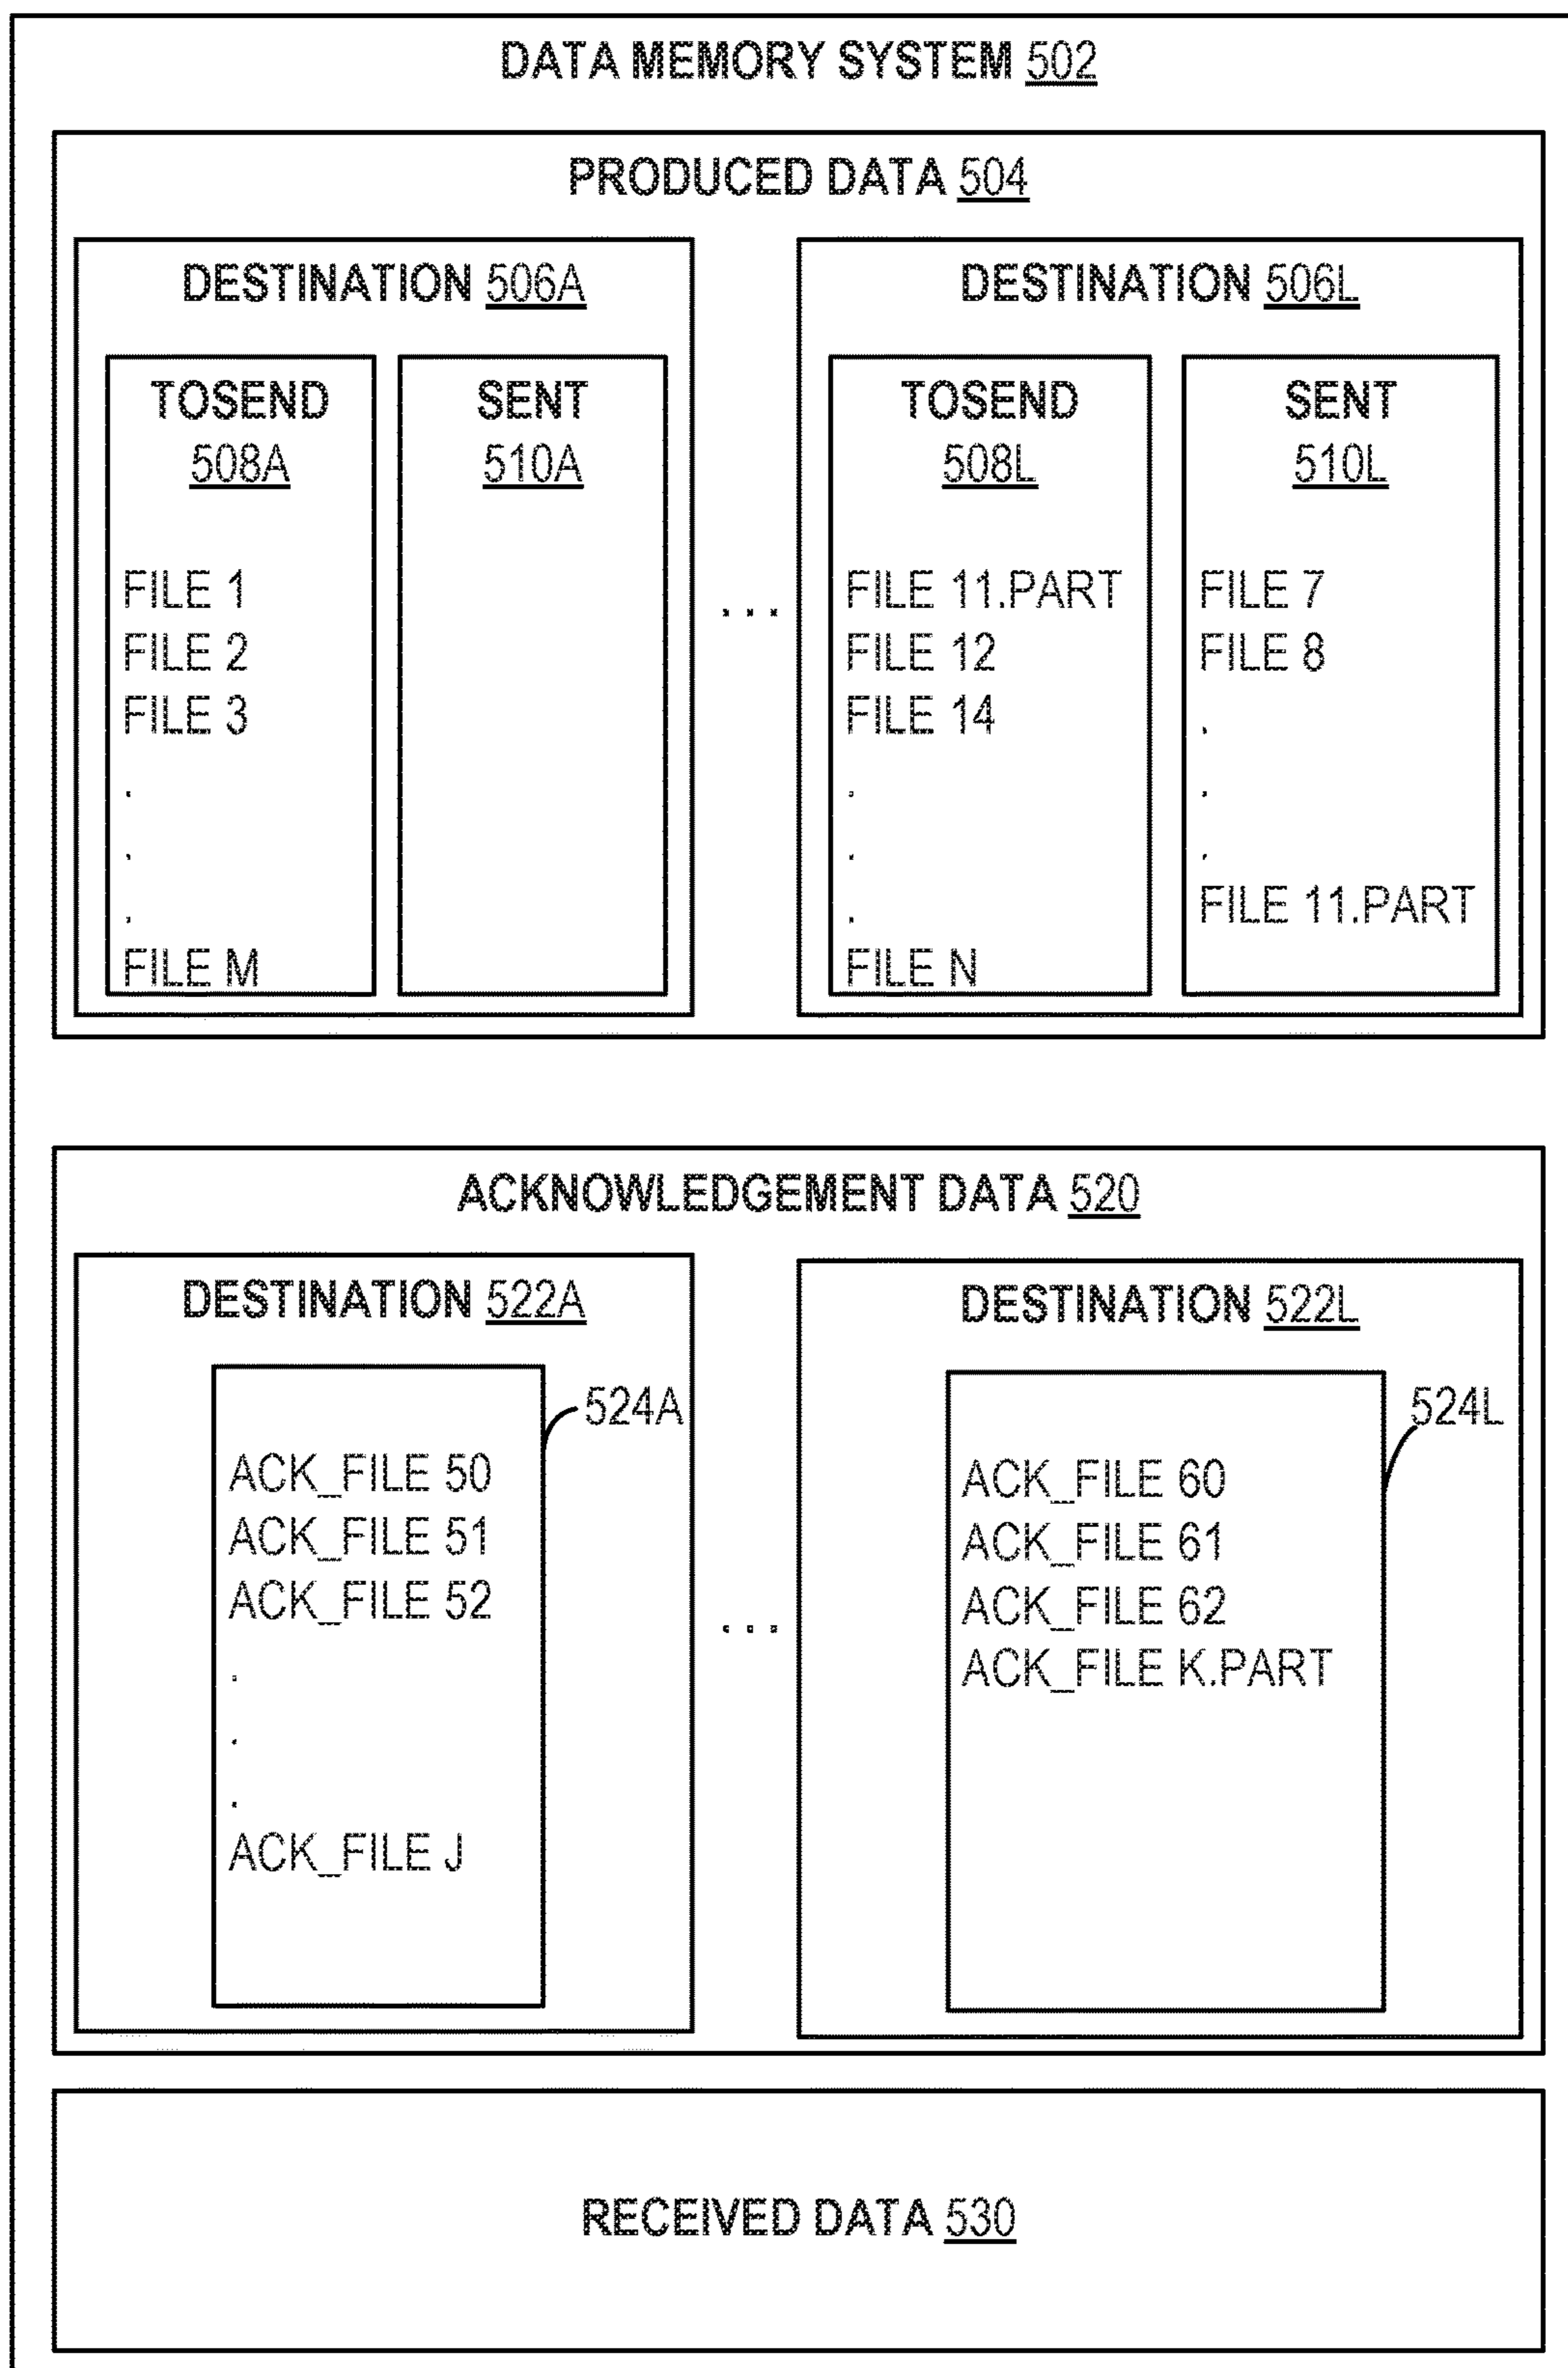 DATA MEMORY SYSTEM 502
PRODUCED DATA 504
DESTINATION 506A
TOSEND
508A
FILE 1
FILE 2
FILE 3
.
.
.
FILE M
SENT
510A
. . .
DESTINATION 506L
TOSEND
508L
FILE 11.PART
FILE 12
FILE 14
.
.
.
FILE N
SENT
510L
FILE 7
FILE 8
.
.
.
FILE 11.PART
ACKNOWLEDGEMENT DATA 520
DESTINATION 522A
524A
ACK_FILE 50
ACK_FILE 51
ACK_FILE 52
.
.
.
ACK_FILE J
. . .
DESTINATION 522L
524L
ACK_FILE 60
ACK_FILE 61
ACK_FILE 62
ACK_FILE K.PART
RECEIVED DATA 530